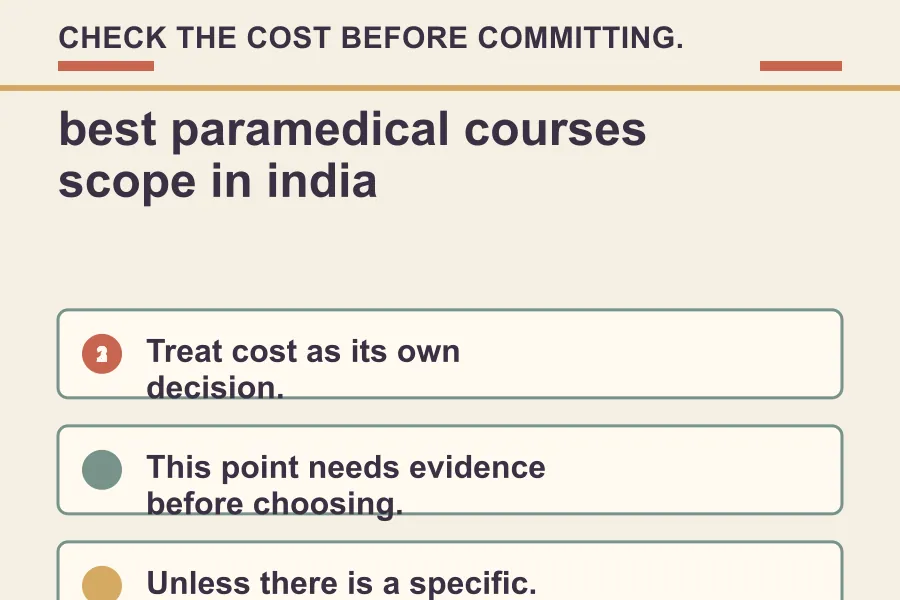 CHECK THE COST BEFORE COMMITTING.
best paramedical courses
scope in india
Treat cost as its own
decision.
This point needs evidence
before choosing.
Unless there is a specific.